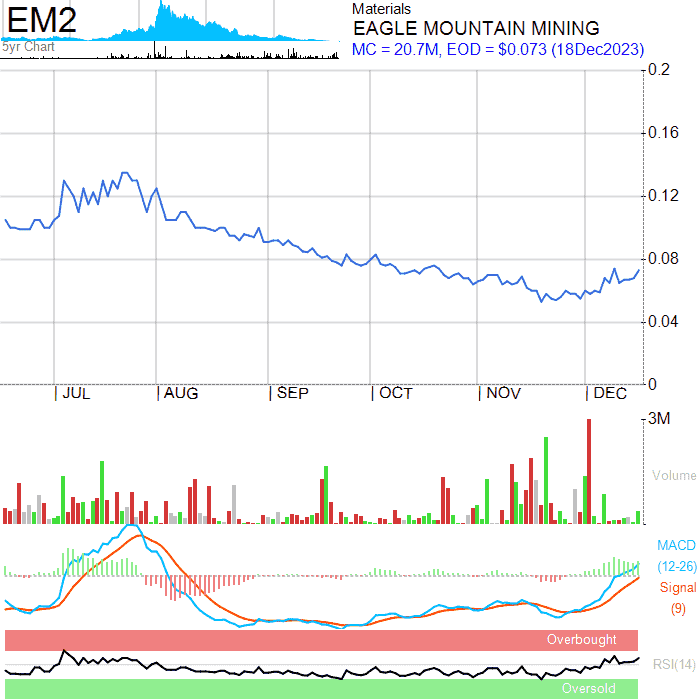 EM2
5yr Chart
Materials
EAGLE MOUNTAIN MINING
MC = 20.7M, EOD = $0.073 (18Dec2023)
0.2
0.16
0.12
0.08
0.04
0
JUL AUG SEP OCT NOV DEC
3M
Volume
MACD
(12-26)
Signal
(9)
Overbought
RSI(14)
Oversold